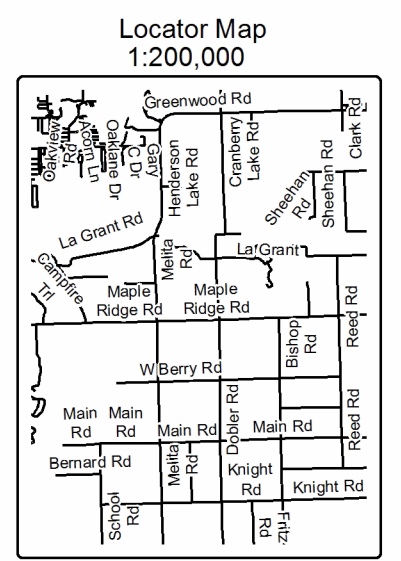 Locator Map
1:200,000
Greenwood Rd
Oakview
Rd
Acorn Ln
Oaklane Dr
C Dr
Gary
Henderson
Lake Rd
Cranberry
Lake Rd
Clark Rd
Sheehan
Rd
Sheehan Rd
La Grant Rd
Melita
Rd
La Grant
Campfire
Trl
Maple
Ridge Rd
Maple
Ridge Rd
Bishop
Rd
Reed Rd
W Berry Rd
Main
Rd
Main
Rd
Main Rd
Dobler Rd
Main Rd
Reed Rd
Bernard Rd
Melita
Rd
Knight
Rd
Knight Rd
School
Rd
Rd
Fritz